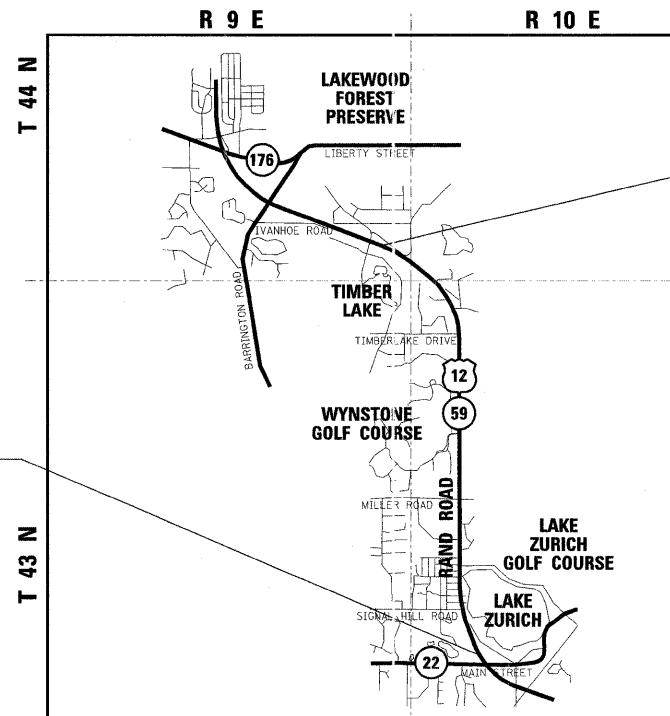 R 9 E
R 10 E
T 44 N
LAKEWOOD
FOREST
PRESERVE
176
LIBERTY STREET
IVANHOE ROAD
BARRINGTON ROAD
TIMBER
LAKE
TIMBERLAKE DRIVE
12
59
WYNSTONE
GOLF COURSE
RAND ROAD
MILLER ROAD
T 43 N
LAKE
ZURICH
GOLF COURSE
LAKE
ZURICH
SIGNAL HILL ROAD
22
MAIN STREET